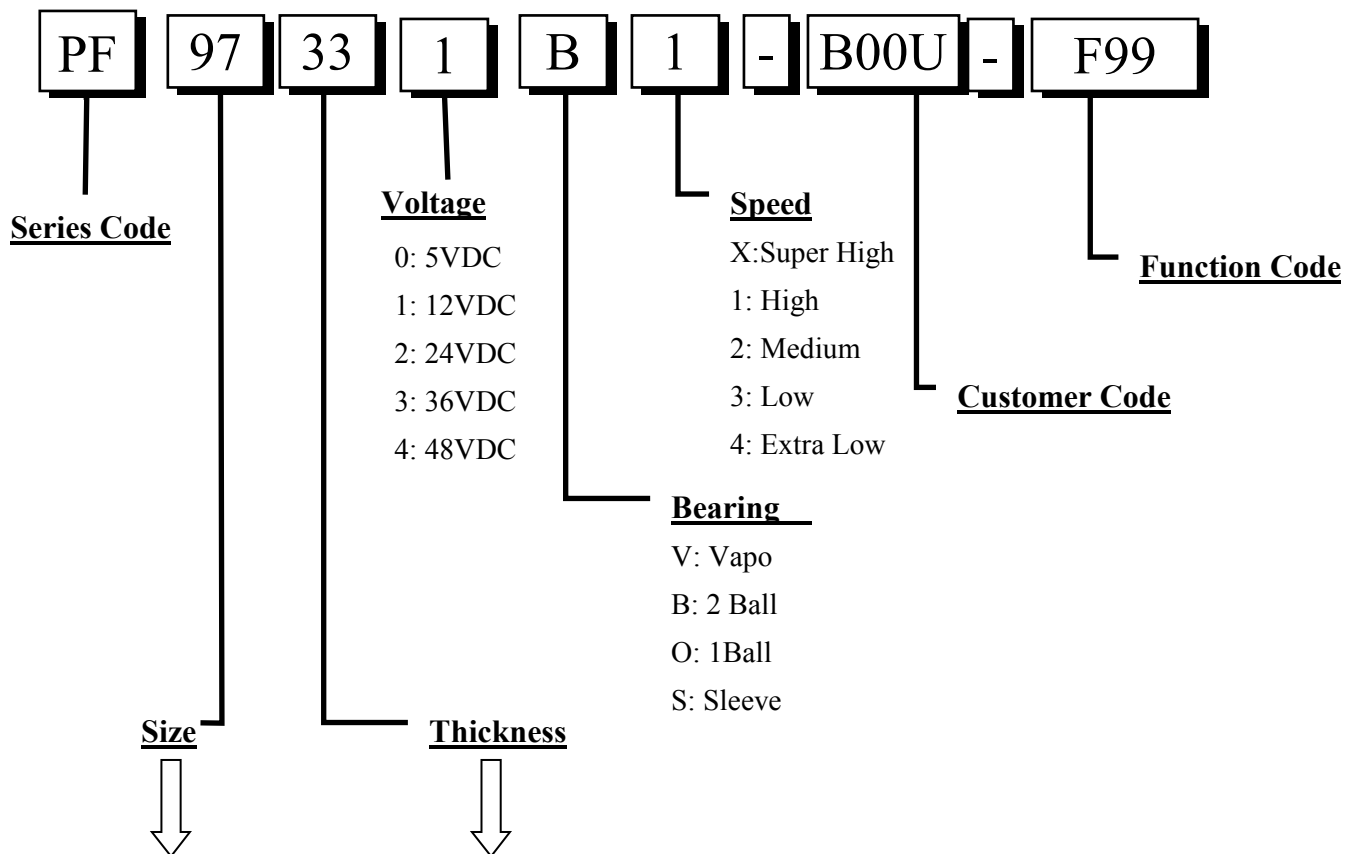 PF 97 33 1 B 1 - B00U - F99
Series Code
Voltage
0: 5VDC
1: 12VDC
2: 24VDC
3: 36VDC
4: 48VDC
Speed
X:Super High
1: High
2: Medium
3: Low
4: Extra Low
Function Code
Customer Code
Bearing
V: Vapo
B: 2 Ball
O: 1Ball
S: Sleeve
Size
Thickness